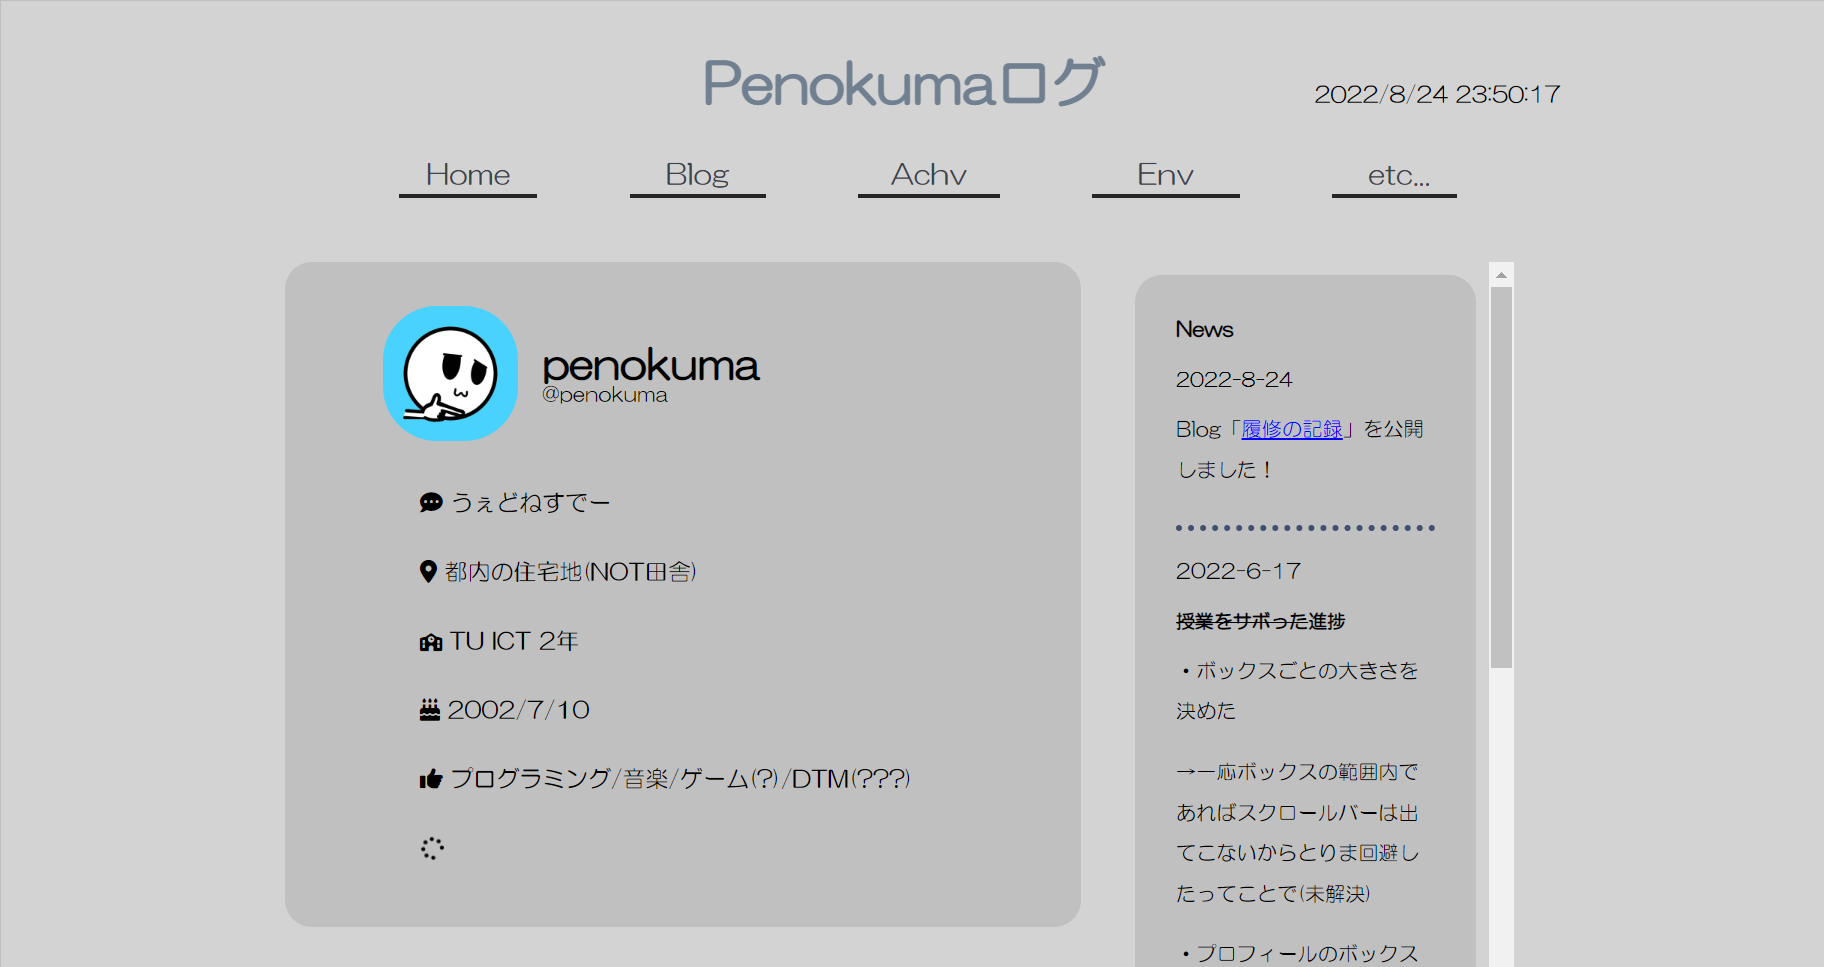 Penokumaログ
2022/8/24 23:50:17
Home
Blog
Achv
Env
etc...
penokuma
@penokuma
うぇどねすでー
都内の住宅地(NOT田舎)
TU ICT 2年
2002/7/10
プログラミング/音楽/ゲーム(?)/DTM(???)
News
2022-8-24
Blog「履修の記録」を公開
しました！
2022-6-17
授業をサボった進捗
・ボックスごとの大きさを
決めた
→一応ボックスの範囲内で
あればスクロールバーは出
てこないからとりま回避し
たってことで(未解決)
・プロフィールのボックス